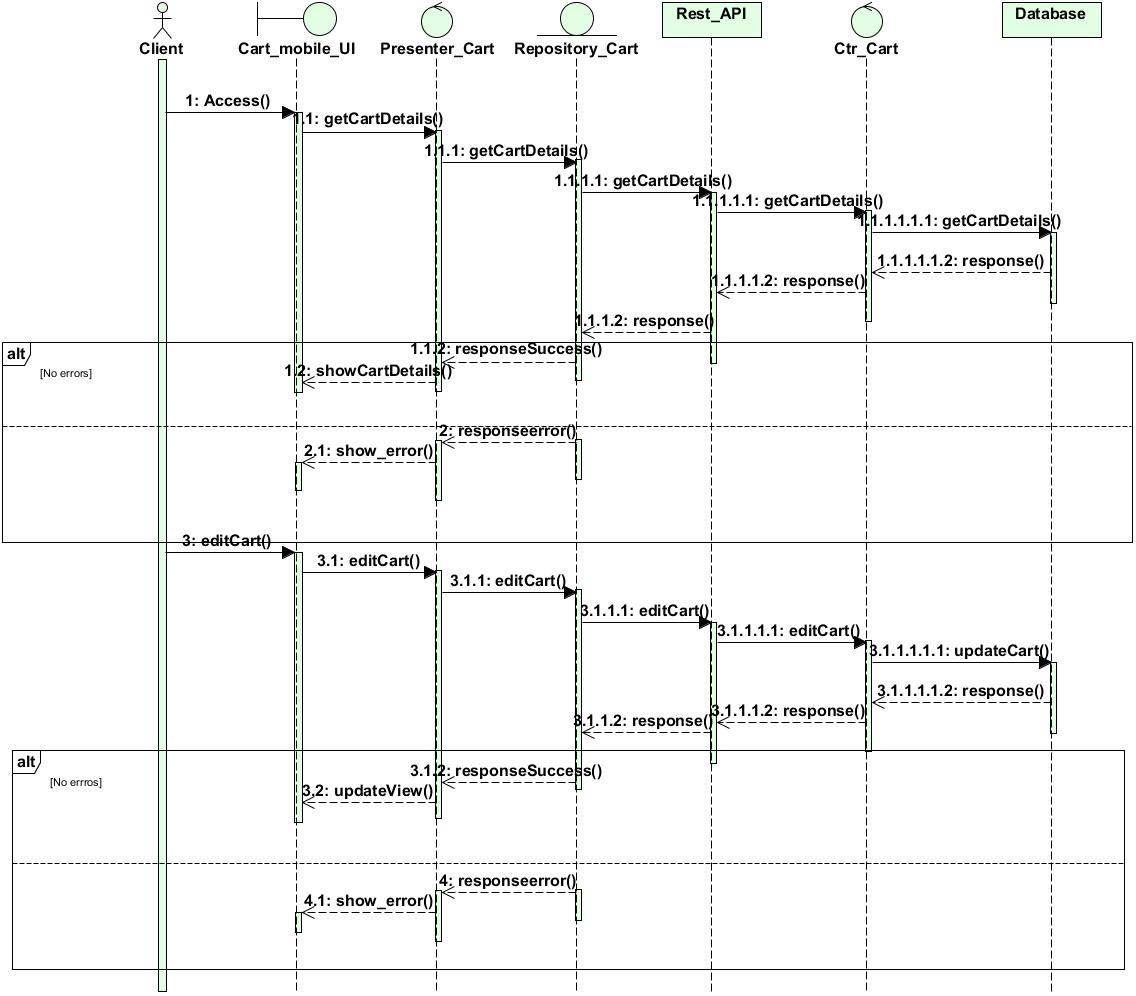 Client
Cart_mobile_UI
Presenter_Cart
Repository_Cart
Rest_API
Ctr_Cart
Database
1: Access()
1.1: getCartDetails()
1.1.1: getCartDetails()
1.1.1.1: getCartDetails()
1.1.1.1.1: getCartDetails()
1.1.1.1.1.1: getCartDetails()
1.1.1.1.1.2: response()
1.1.1.1.2: response()
1.1.1.2: response()
alt
[No errors]
1.1.2: responseSuccess()
1.2: showCartDetails()
2: responseerror()
2.1: show_error()
3: editCart()
3.1: editCart()
3.1.1: editCart()
3.1.1.1: editCart()
3.1.1.1.1: editCart()
3.1.1.1.1.1: updateCart()
3.1.1.1.1.2: response()
3.1.1.1.2: response()
3.1.1.2: response()
alt
[No errros]
3.1.2: responseSuccess()
3.2: updateView()
4: responseerror()
4.1: show_error()